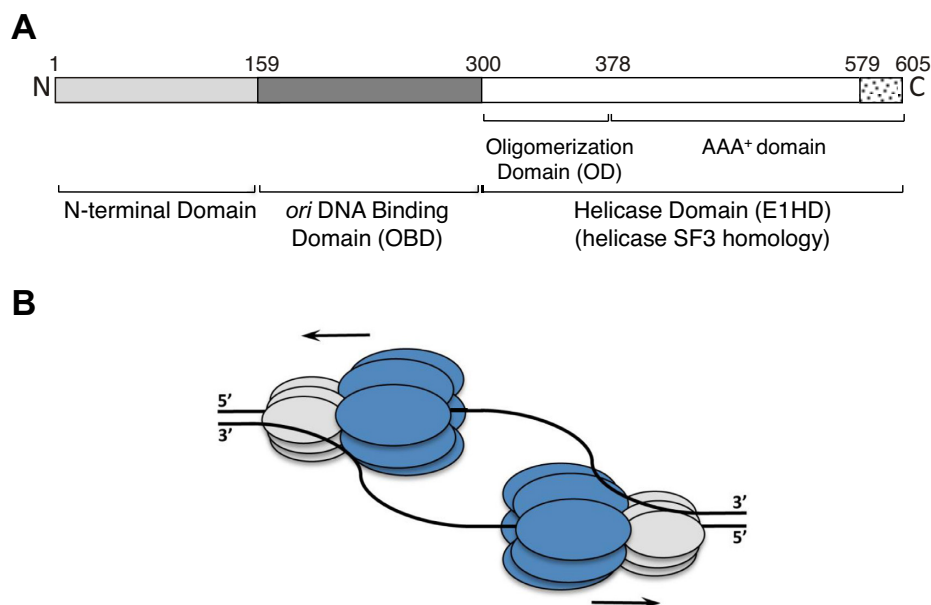 A
1 159 300 378 579 605
N C
Oligomerization AAA⁺ domain
Domain (OD)
N-terminal Domain ori DNA Binding Helicase Domain (E1HD)
Domain (OBD) (helicase SF3 homology)
B
5’
3’
3’
5’